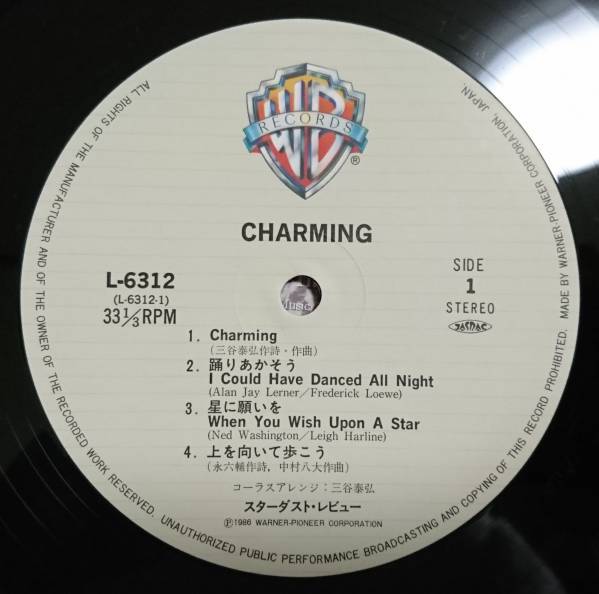 WB
RECORDS
®
CHARMING
L-6312
(L-6312-1)
33 1/3 RPM
SIDE
1
STEREO
JASRAC
Music
1. Charming
(三谷泰弘作詩・作曲)
2. 踊りあかそう
I Could Have Danced All Night
(Alan Jay Lerner/Frederick Loewe)
3. 星に願いを
When You Wish Upon A Star
(Ned Washington/Leigh Harline)
4. 上を向いて歩こう
(永六輔作詩, 中村八大作曲)
コーラスアレンジ:三谷泰弘
スターダスト・レビュー
Ⓟ1986 WARNER-PIONEER CORPORATION
ALL RIGHTS OF THE MANUFACTURER AND OF THE OWNER OF THE RECORDED WORK RESERVED. UNAUTHORIZED PUBLIC PERFORMANCE BROADCASTING AND COPYING OF THIS RECORD PROHIBITED. MADE BY WARNER-PIONEER CORPORATION, JAPAN.